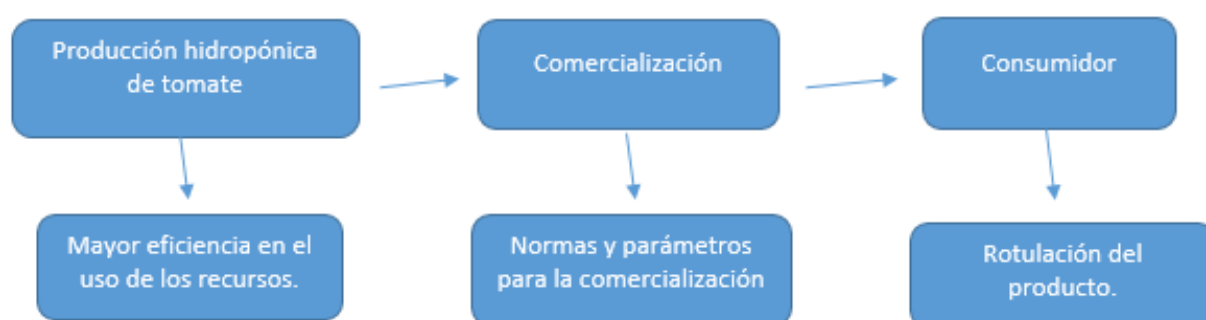 Producción hidropónica
de tomate
Comercialización
Consumidor
Mayor eficiencia en el
uso de los recursos.
Normas y parámetros
para la comercialización
Rotulación del
producto.